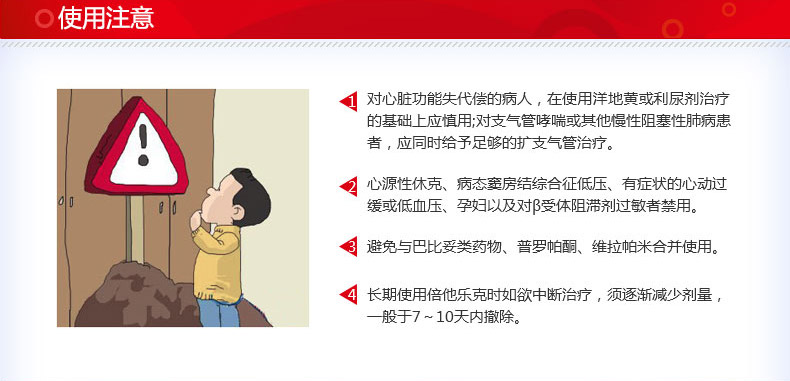 使用注意
1 对心脏功能失代偿的病人，在使用洋地黄或利尿剂治疗
的基础上应慎用;对支气管哮喘或其他慢性阻塞性肺病患
者，应同时给予足够的扩支气管治疗。
2 心源性休克、病态窦房结综合征低压、有症状的心动过
缓或低血压、孕妇以及对β受体阻滞剂过敏者禁用。
3 避免与巴比妥类药物、普罗帕酮、维拉帕米合并使用。
4 长期使用倍他乐克时如欲中断治疗，须逐渐减少剂量，
一般于7～10天内撤除。